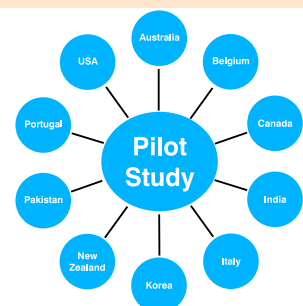 Australia
USA
Belgium
Portugal
Canada
Pilot
Study
Pakistan
India
New
Zealand
Italy
Korea